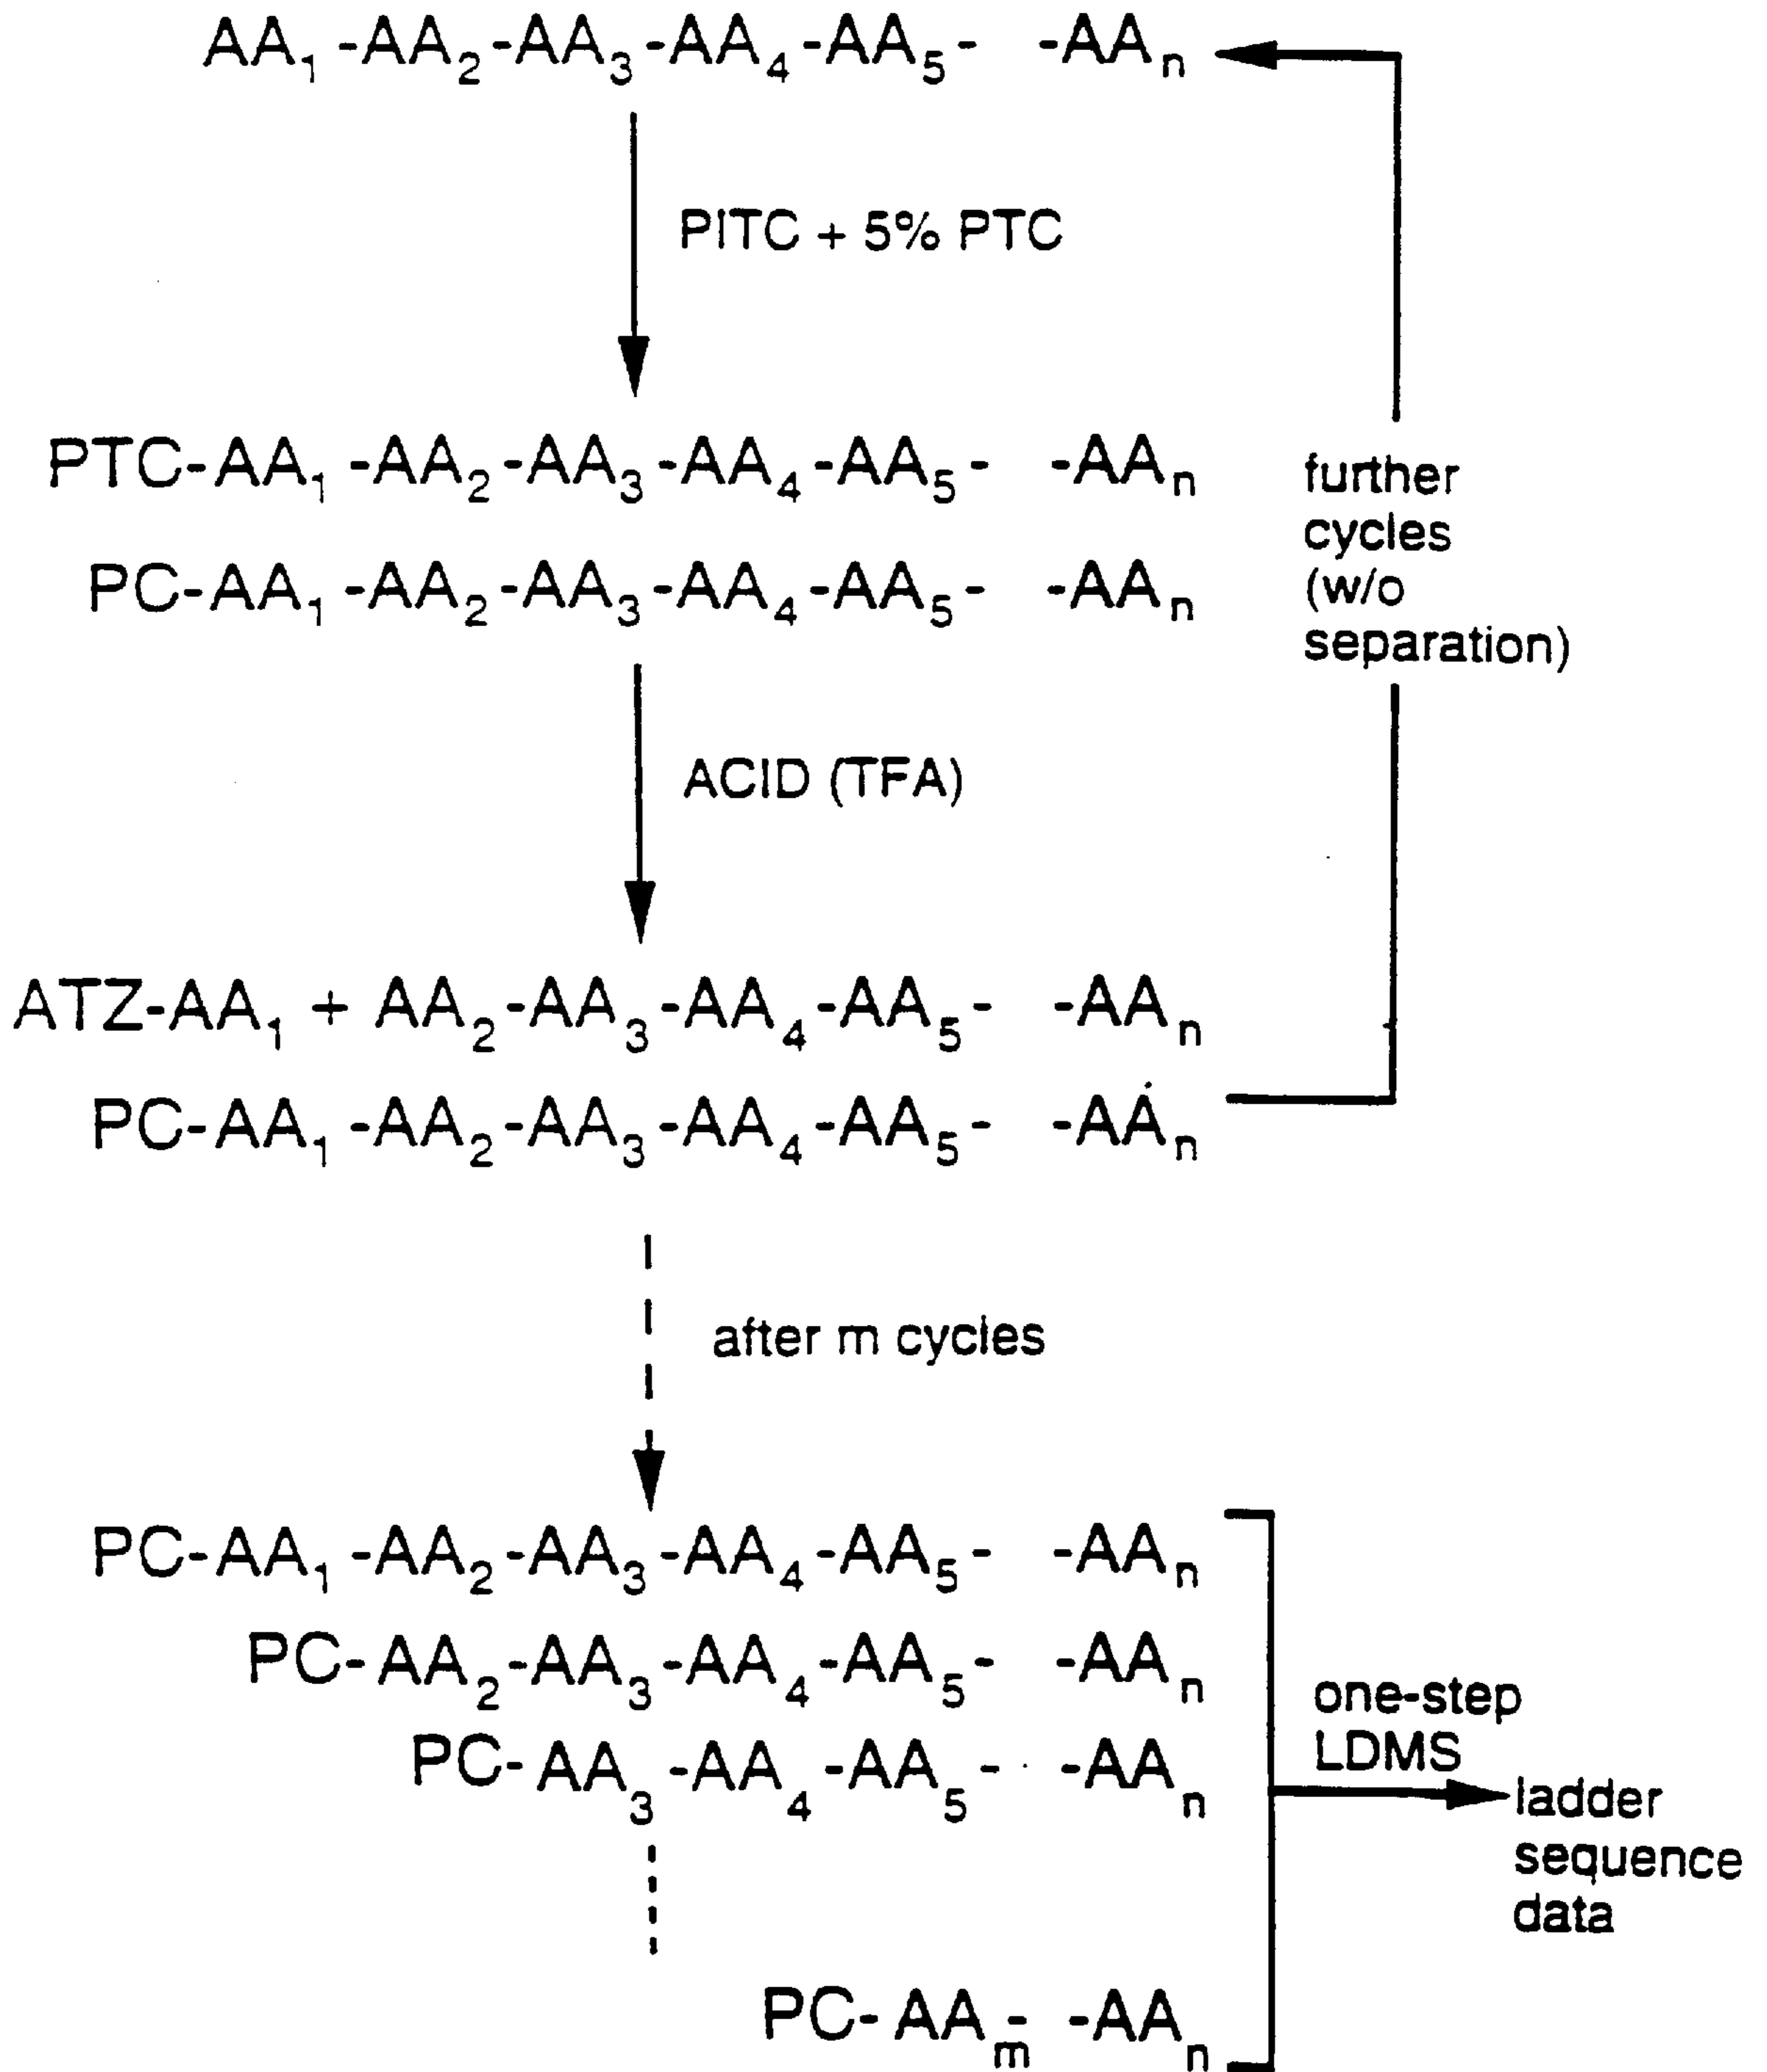 AA₁ -AA₂-AA₃-AA₄-AA₅-   -AAₙ
PITC + 5% PTC
PTC-AA₁ -AA₂-AA₃-AA₄-AA₅-   -AAₙ
PC-AA₁ -AA₂-AA₃-AA₄-AA₅-   -AAₙ
further
cycles
(w/o
separation)
ACID (TFA)
ATZ-AA₁ + AA₂-AA₃-AA₄-AA₅-   -AAₙ
PC-AA₁ -AA₂-AA₃-AA₄-AA₅-   -AAₙ
after m cycles
PC-AA₁ -AA₂-AA₃-AA₄-AA₅-   -AAₙ
PC-AA₂-AA₃-AA₄-AA₅-   -AAₙ
PC-AA₃-AA₄-AA₅-   -AAₙ
PC-AAₘ-   -AAₙ
one-step
LDMS
ladder
sequence
data